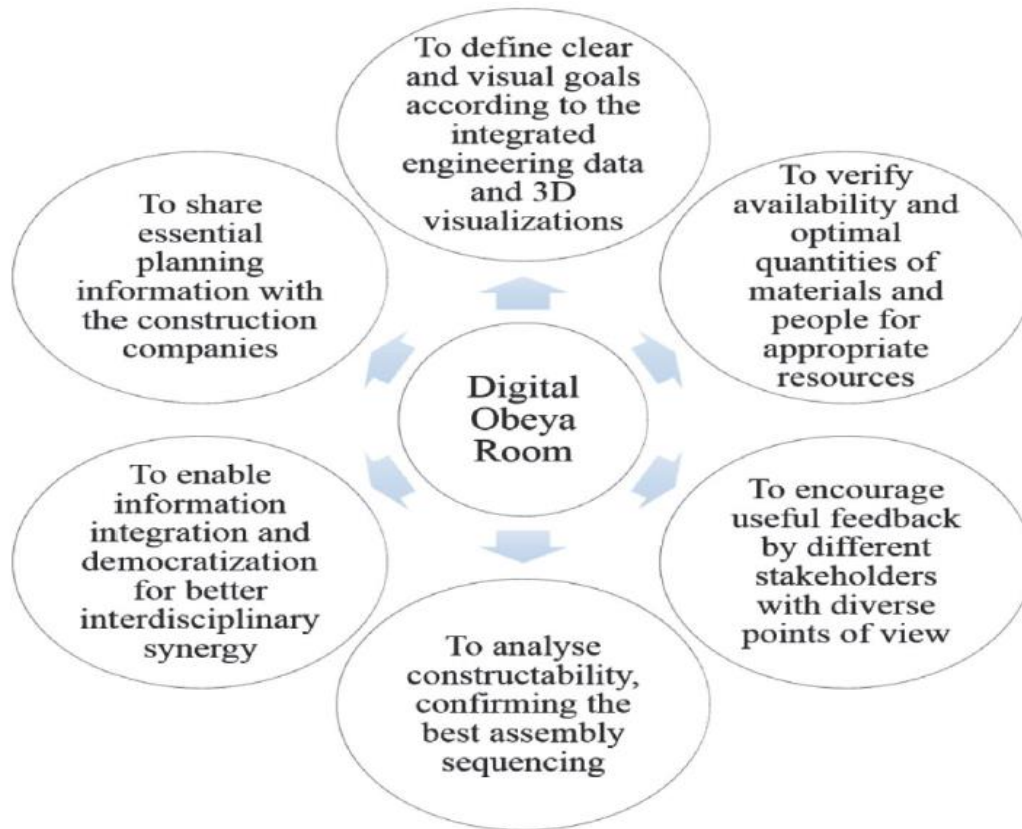 To define clear
and visual goals
according to the
integrated
engineering data
and 3D
visualizations
To verify
availability and
optimal
quantities of
materials and
people for
appropriate
resources
To encourage
useful feedback
by different
stakeholders
with diverse
points of view
To analyse
constructability,
confirming the
best assembly
sequencing
To enable
information
integration and
democratization
for better
interdisciplinary
synergy
To share
essential
planning
information with
the construction
companies
Digital
Obeya
Room